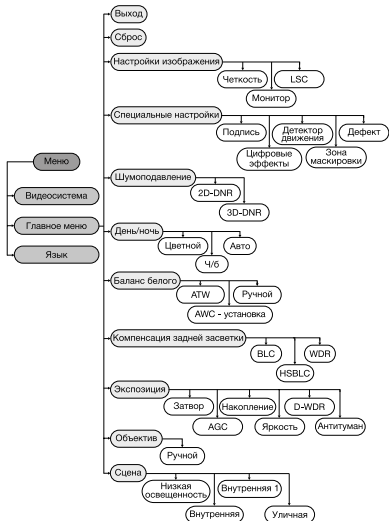 Выход
Сброс
Настройки изображения
Четкость
LSC
Монитор
Специальные настройки
Подпись
Детектор
движения
Дефект
Цифровые
эффекты
Зона
маскировки
Меню
Видеосистема
Главное меню
Язык
Шумоподавление
2D-DNR
3D-DNR
День/ночь
Цветной
Авто
Ч/б
Баланс белого
ATW
Ручной
AWC - установка
Компенсация задней засветки
BLC
WDR
HSBLC
Экспозиция
Затвор
Накопление
D-WDR
AGC
Яркость
Антитуман
Объектив
Ручной
Сцена
Низкая
освещенность
Внутренняя 1
Внутренняя
Уличная